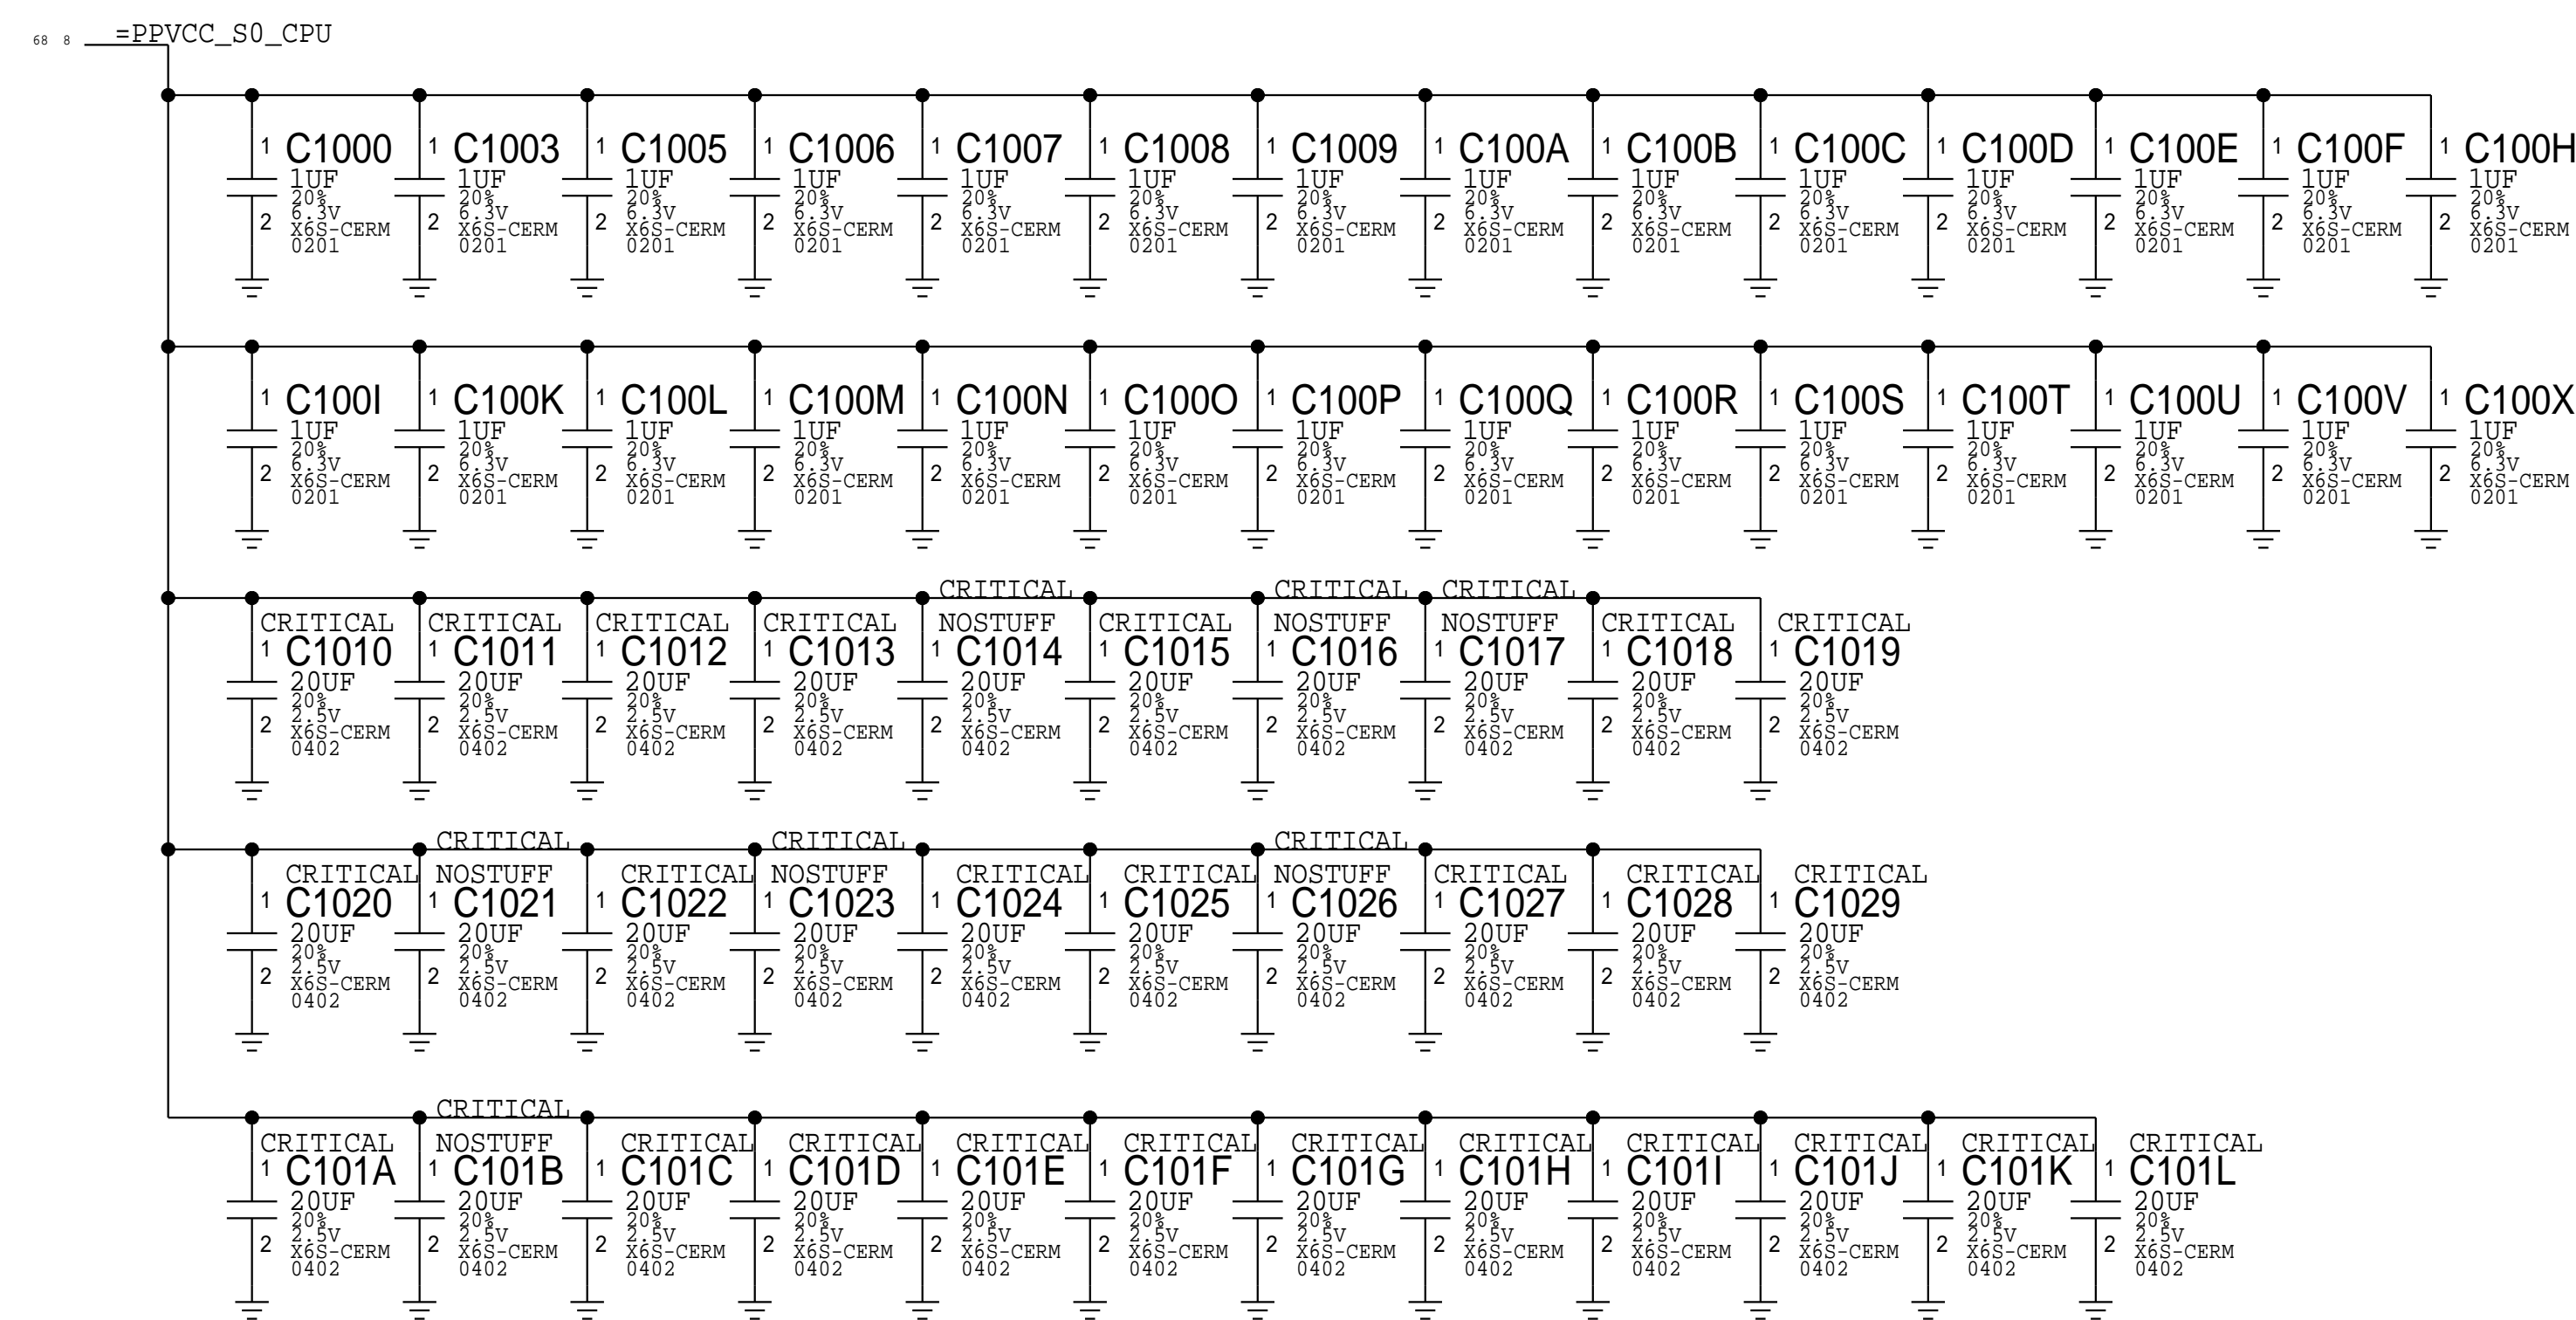 =PPVCC_S0_CPU
68 8
1 C1000 1 C1003 1 C1005 1 C1006 1 C1007 1 C1008 1 C1009 1 C100A 1 C100B 1 C100C 1 C100D 1 C100E 1 C100F 1 C100H
1UF 1UF 1UF 1UF 1UF 1UF 1UF 1UF 1UF 1UF 1UF 1UF 1UF 1UF
20% 20% 20% 20% 20% 20% 20% 20% 20% 20% 20% 20% 20% 20%
6.3V 6.3V 6.3V 6.3V 6.3V 6.3V 6.3V 6.3V 6.3V 6.3V 6.3V 6.3V 6.3V 6.3V
2 X6S-CERM 2 X6S-CERM 2 X6S-CERM 2 X6S-CERM 2 X6S-CERM 2 X6S-CERM 2 X6S-CERM 2 X6S-CERM 2 X6S-CERM 2 X6S-CERM 2 X6S-CERM 2 X6S-CERM 2 X6S-CERM 2 X6S-CERM
0201 0201 0201 0201 0201 0201 0201 0201 0201 0201 0201 0201 0201 0201
1 C100I 1 C100K 1 C100L 1 C100M 1 C100N 1 C100O 1 C100P 1 C100Q 1 C100R 1 C100S 1 C100T 1 C100U 1 C100V 1 C100X
1UF 1UF 1UF 1UF 1UF 1UF 1UF 1UF 1UF 1UF 1UF 1UF 1UF 1UF
20% 20% 20% 20% 20% 20% 20% 20% 20% 20% 20% 20% 20% 20%
6.3V 6.3V 6.3V 6.3V 6.3V 6.3V 6.3V 6.3V 6.3V 6.3V 6.3V 6.3V 6.3V 6.3V
2 X6S-CERM 2 X6S-CERM 2 X6S-CERM 2 X6S-CERM 2 X6S-CERM 2 X6S-CERM 2 X6S-CERM 2 X6S-CERM 2 X6S-CERM 2 X6S-CERM 2 X6S-CERM 2 X6S-CERM 2 X6S-CERM 2 X6S-CERM
0201 0201 0201 0201 0201 0201 0201 0201 0201 0201 0201 0201 0201 0201
CRITICAL CRITICAL CRITICAL
CRITICAL CRITICAL CRITICAL CRITICAL NOSTUFF CRITICAL NOSTUFF NOSTUFF CRITICAL CRITICAL
1 C1010 1 C1011 1 C1012 1 C1013 1 C1014 1 C1015 1 C1016 1 C1017 1 C1018 1 C1019
20UF 20UF 20UF 20UF 20UF 20UF 20UF 20UF 20UF 20UF
20% 20% 20% 20% 20% 20% 20% 20% 20% 20%
2.5V 2.5V 2.5V 2.5V 2.5V 2.5V 2.5V 2.5V 2.5V 2.5V
2 X6S-CERM 2 X6S-CERM 2 X6S-CERM 2 X6S-CERM 2 X6S-CERM 2 X6S-CERM 2 X6S-CERM 2 X6S-CERM 2 X6S-CERM 2 X6S-CERM
0402 0402 0402 0402 0402 0402 0402 0402 0402 0402
CRITICAL CRITICAL CRITICAL
CRITICAL NOSTUFF CRITICAL NOSTUFF CRITICAL CRITICAL NOSTUFF CRITICAL CRITICAL CRITICAL
1 C1020 1 C1021 1 C1022 1 C1023 1 C1024 1 C1025 1 C1026 1 C1027 1 C1028 1 C1029
20UF 20UF 20UF 20UF 20UF 20UF 20UF 20UF 20UF 20UF
20% 20% 20% 20% 20% 20% 20% 20% 20% 20%
2.5V 2.5V 2.5V 2.5V 2.5V 2.5V 2.5V 2.5V 2.5V 2.5V
2 X6S-CERM 2 X6S-CERM 2 X6S-CERM 2 X6S-CERM 2 X6S-CERM 2 X6S-CERM 2 X6S-CERM 2 X6S-CERM 2 X6S-CERM 2 X6S-CERM
0402 0402 0402 0402 0402 0402 0402 0402 0402 0402
CRITICAL
CRITICAL NOSTUFF CRITICAL CRITICAL CRITICAL CRITICAL CRITICAL CRITICAL CRITICAL CRITICAL CRITICAL CRITICAL
1 C101A 1 C101B 1 C101C 1 C101D 1 C101E 1 C101F 1 C101G 1 C101H 1 C101I 1 C101J 1 C101K 1 C101L
20UF 20UF 20UF 20UF 20UF 20UF 20UF 20UF 20UF 20UF 20UF 20UF
20% 20% 20% 20% 20% 20% 20% 20% 20% 20% 20% 20%
2.5V 2.5V 2.5V 2.5V 2.5V 2.5V 2.5V 2.5V 2.5V 2.5V 2.5V 2.5V
2 X6S-CERM 2 X6S-CERM 2 X6S-CERM 2 X6S-CERM 2 X6S-CERM 2 X6S-CERM 2 X6S-CERM 2 X6S-CERM 2 X6S-CERM 2 X6S-CERM 2 X6S-CERM 2 X6S-CERM
0402 0402 0402 0402 0402 0402 0402 0402 0402 0402 0402 0402